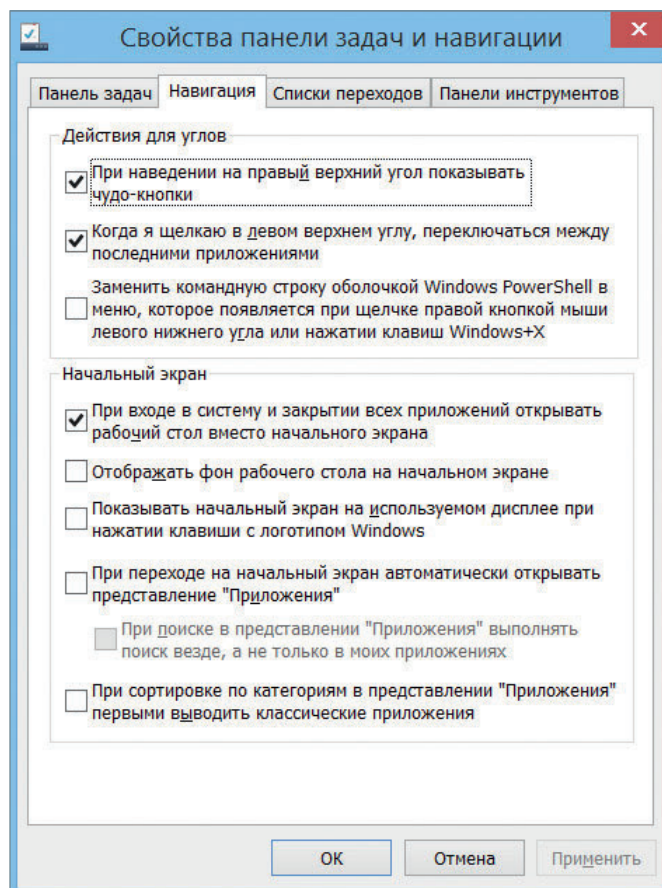 Свойства панели задач и навигации
Панель задач Навигация Списки переходов Панели инструментов
Действия для углов
При наведении на правый верхний угол показывать
чудо-кнопки
Когда я щелкаю в левом верхнем углу, переключаться между
последними приложениями
Заменить командную строку оболочкой Windows PowerShell в
меню, которое появляется при щелчке правой кнопкой мыши
левого нижнего угла или нажатии клавиш Windows+X
Начальный экран
При входе в систему и закрытии всех приложений открывать
рабочий стол вместо начального экрана
Отображать фон рабочего стола на начальном экране
Показывать начальный экран на используемом дисплее при
нажатии клавиши с логотипом Windows
При переходе на начальный экран автоматически открывать
представление "Приложения"
При поиске в представлении "Приложения" выполнять
поиск везде, а не только в моих приложениях
При сортировке по категориям в представлении "Приложения"
первыми выводить классические приложения
ОК Отмена Применить